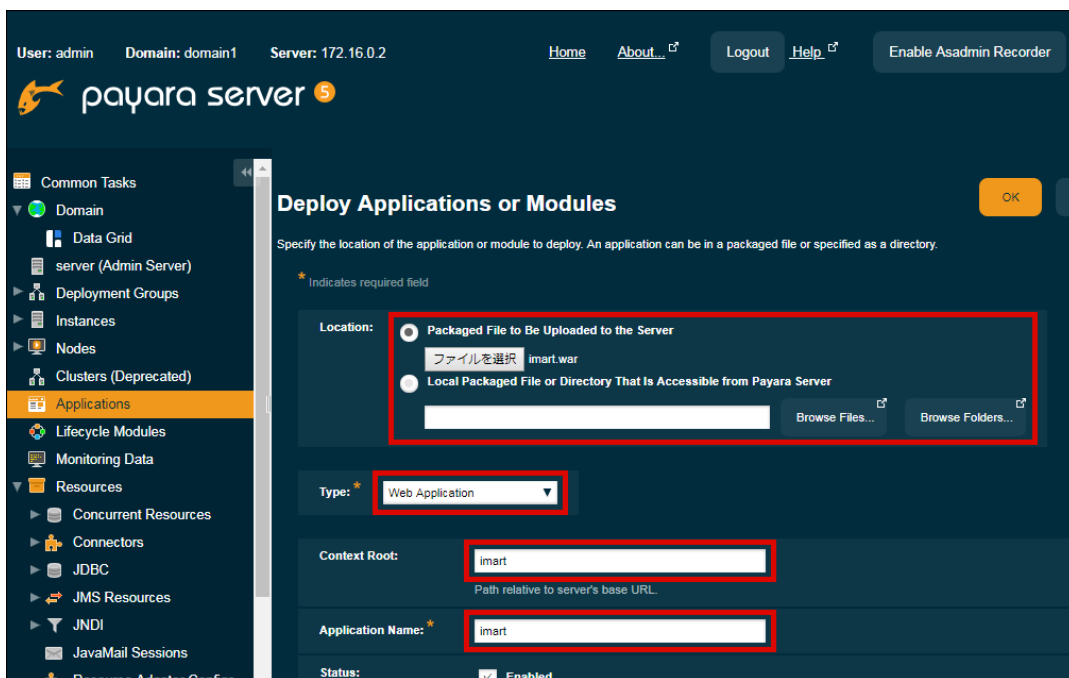 User: admin Domain: domain1 Server: 172.16.0.2 Home About... Logout Help Enable Asadmin Recorder
payara server 5
Common Tasks
Domain
Data Grid
server (Admin Server)
Deployment Groups
Instances
Nodes
Clusters (Deprecated)
Applications
Lifecycle Modules
Monitoring Data
Resources
Concurrent Resources
Connectors
JDBC
JMS Resources
JNDI
JavaMail Sessions
Deploy Applications or Modules
OK
Specify the location of the application or module to deploy. An application can be in a packaged file or specified as a directory.
* Indicates required field
Location:
Packaged File to Be Uploaded to the Server
ファイルを選択 imart.war
Local Packaged File or Directory That Is Accessible from Payara Server
Browse Files... Browse Folders...
Type: * Web Application
Context Root: imart
Path relative to server's base URL.
Application Name: * imart
Status: Enabled